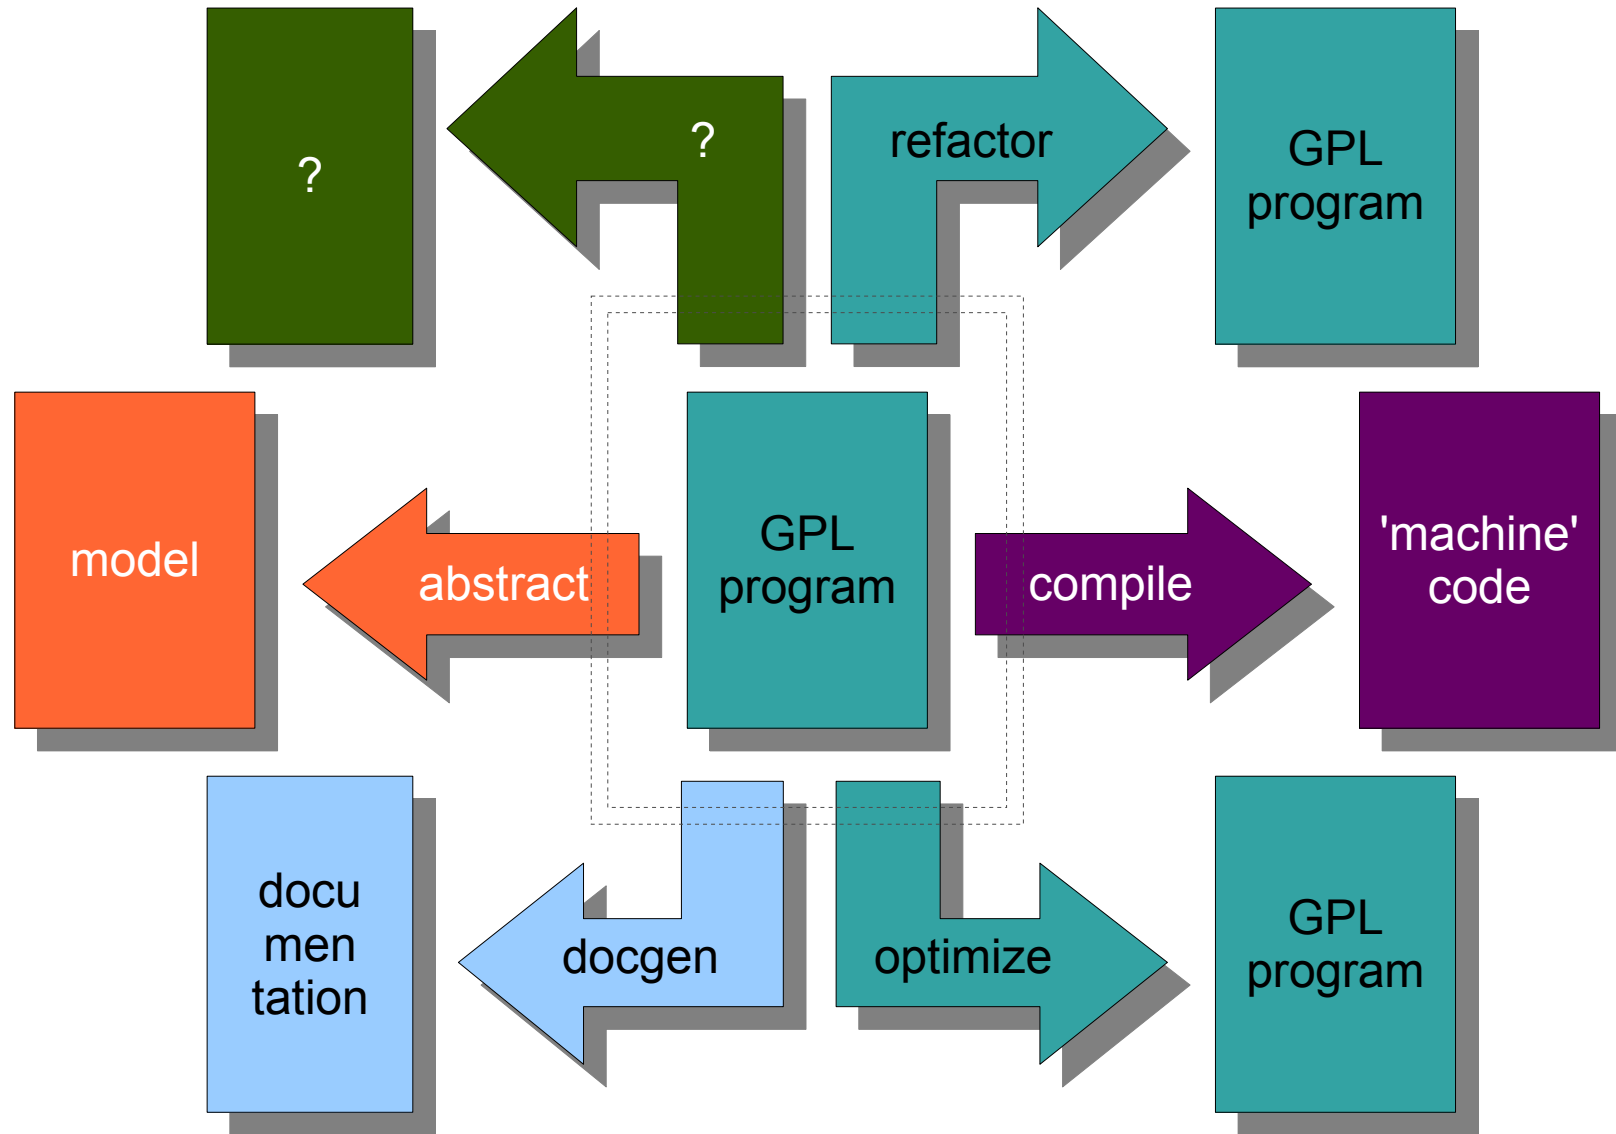 ?
?
refactor
GPL
program
model
abstract
GPL
program
compile
'machine'
code
docu
men
tation
docgen
optimize
GPL
program